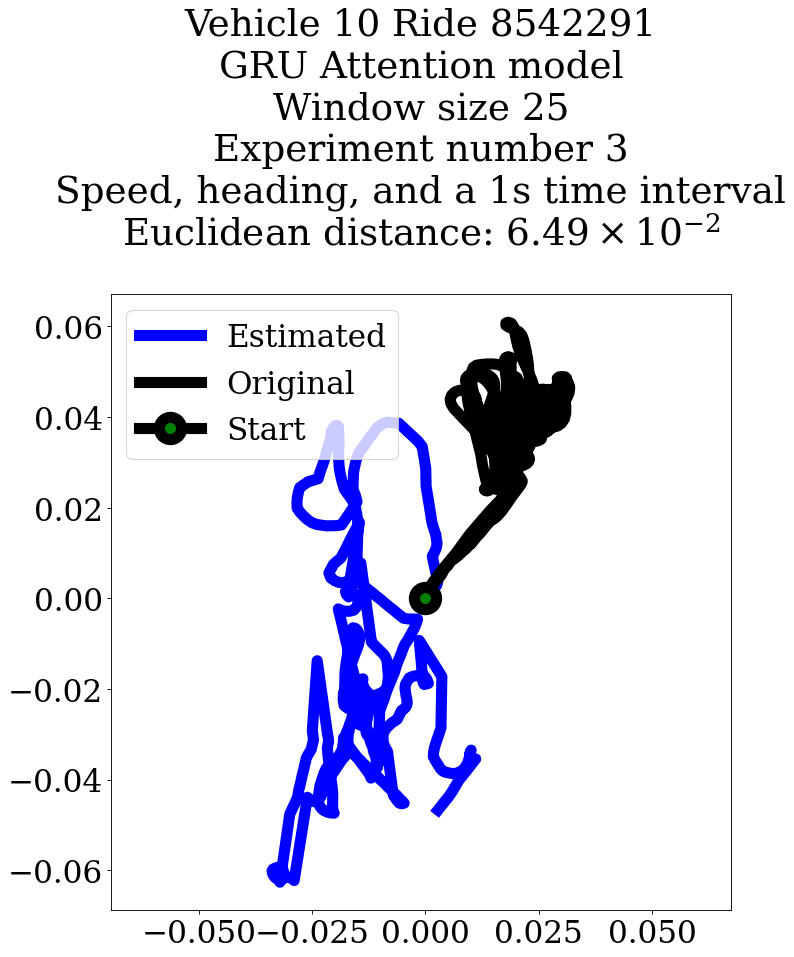 Vehicle 10 Ride 8542291
GRU Attention model
Window size 25
Experiment number 3
Speed, heading, and a 1s time interval
Euclidean distance: 6.49 × 10⁻²
Estimated
Original
Start
0.06
0.04
0.02
0.00
−0.02
−0.04
−0.06
−0.050 −0.025 0.000 0.025 0.050